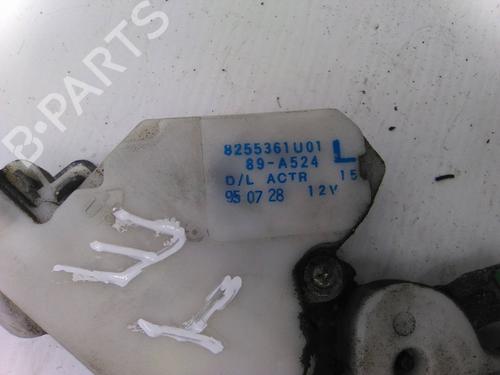 B-PARTS
8255361U01
89-A524 L
D/L ACTR 15
95 07 28 12V